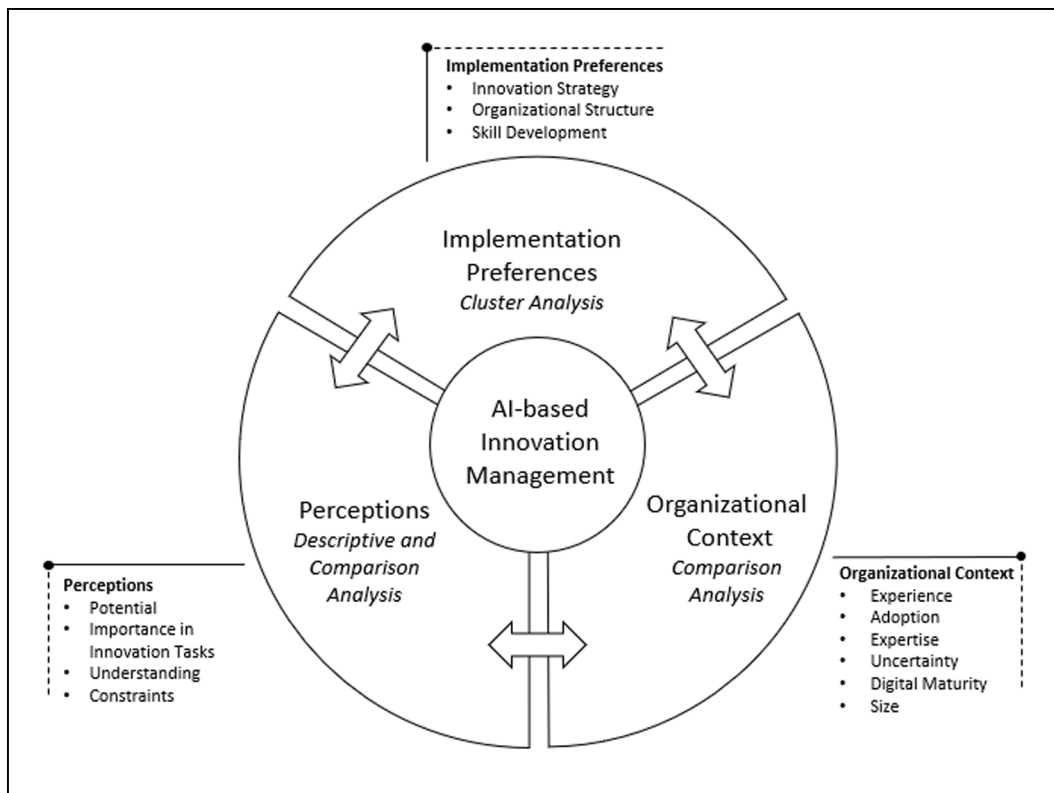 Implementation Preferences
• Innovation Strategy
• Organizational Structure
• Skill Development
Implementation
Preferences
Cluster Analysis
AI-based
Innovation
Management
Perceptions
Descriptive and
Comparison
Analysis
Organizational
Context
Comparison
Analysis
Perceptions
• Potential
• Importance in
Innovation Tasks
• Understanding
• Constraints
Organizational Context
• Experience
• Adoption
• Expertise
• Uncertainty
• Digital Maturity
• Size